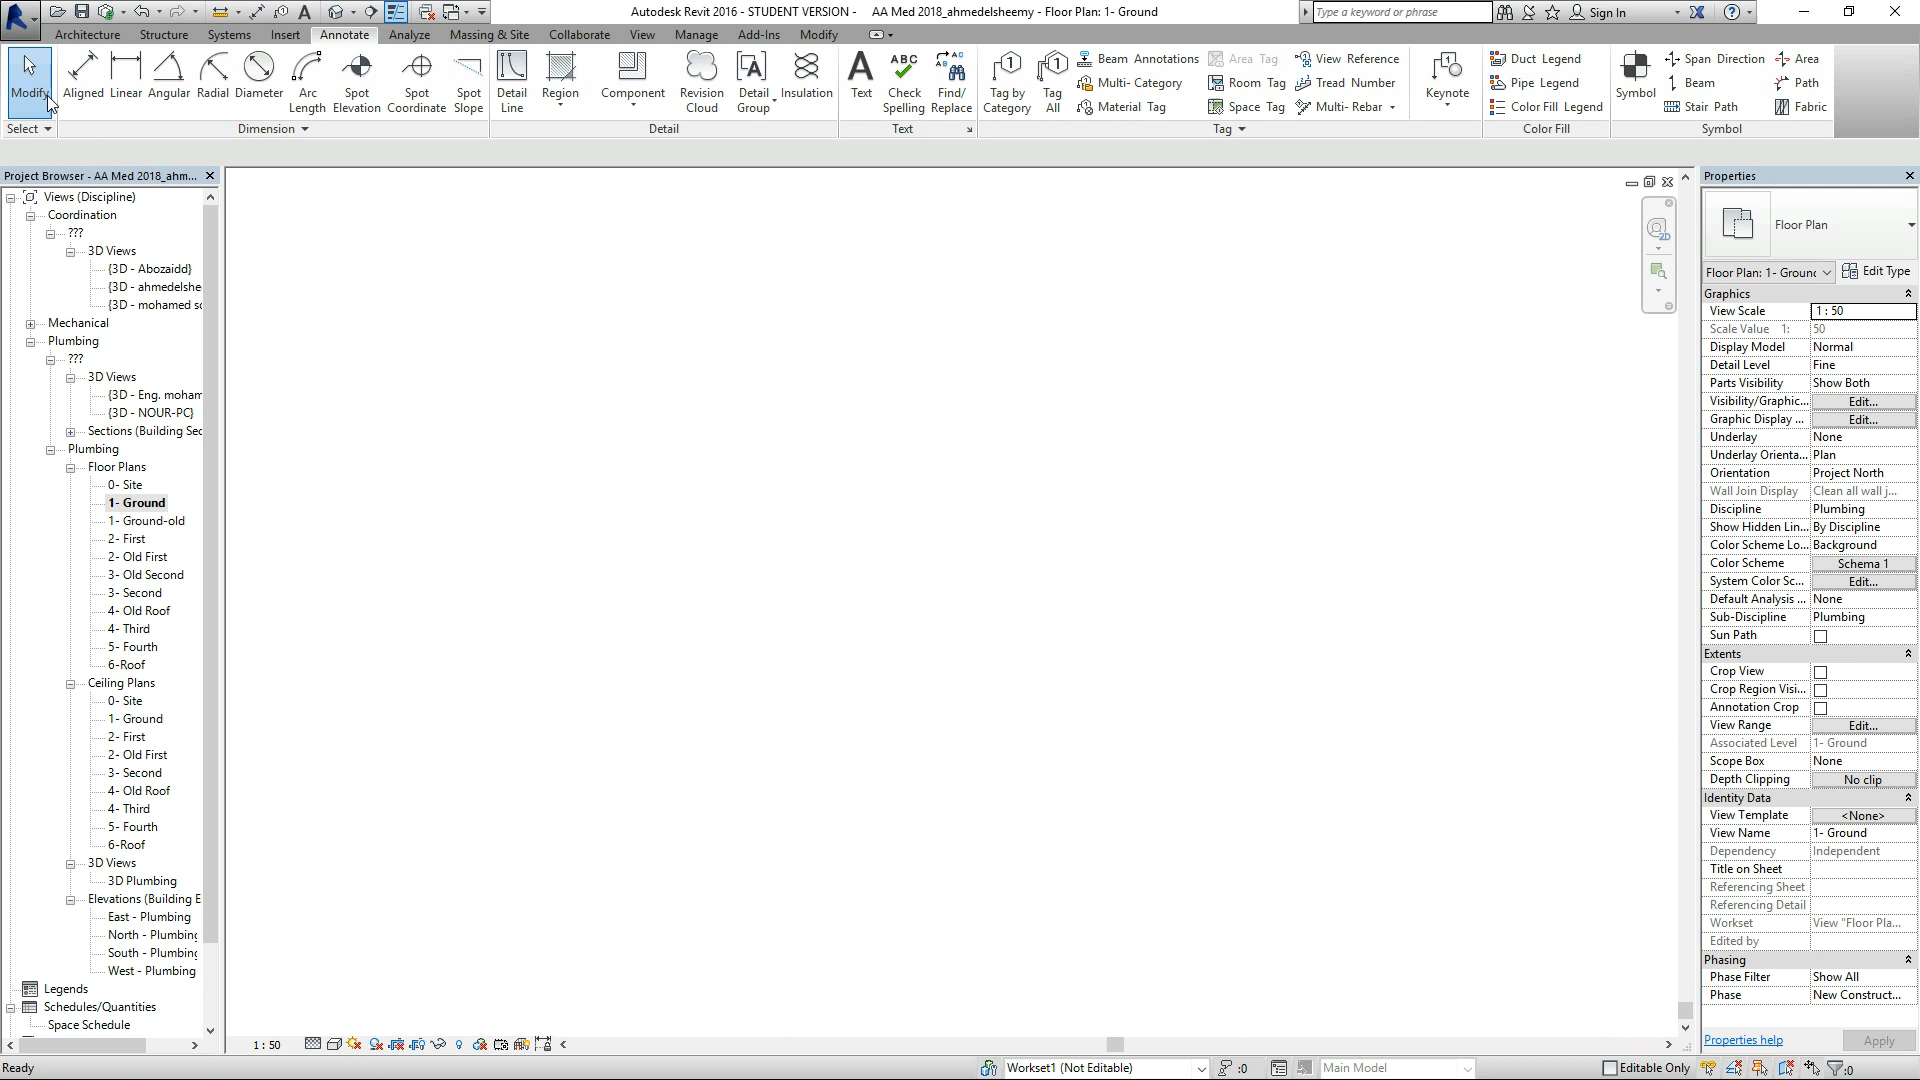 Autodesk Revit 2016 - STUDENT VERSION - AA Med 2018_ahmedelsheemy - Floor Plan: 1- Ground
Type a keyword or phrase
Sign In
Architecture Structure Systems Insert Annotate Analyze Massing & Site Collaborate View Manage Add-Ins Modify
Modify
Aligned
Linear
Angular
Radial
Diameter
Arc Length
Spot Elevation
Spot Coordinate
Spot Slope
Detail Line
Region
Component
Revision Cloud
Detail Group
Insulation
Text
Check Spelling
Find/ Replace
Tag by Category
Tag All
Beam Annotations
Multi- Category
Material Tag
Area Tag
Room Tag
Space Tag
View Reference
Tread Number
Multi- Rebar
Keynote
Duct Legend
Pipe Legend
Color Fill Legend
Symbol
Span Direction
Beam
Stair Path
Area
Path
Fabric
Select Dimension Detail Text Tag Color Fill Symbol
Project Browser - AA Med 2018_ahm...
Views (Discipline)
Coordination
???
3D Views
{3D - Abozaidd}
{3D - ahmedelshe
{3D - mohamed sc
Mechanical
Plumbing
???
3D Views
{3D - Eng. moham
{3D - NOUR-PC}
Sections (Building Sec
Plumbing
Floor Plans
0- Site
1- Ground
1- Ground-old
2- First
2- Old First
3- Old Second
3- Second
4- Old Roof
4- Third
5- Fourth
6-Roof
Ceiling Plans
0- Site
1- Ground
2- First
2- Old First
3- Second
4- Old Roof
4- Third
5- Fourth
6-Roof
3D Views
3D Plumbing
Elevations (Building E
East - Plumbing
North - Plumbing
South - Plumbing
West - Plumbing
Legends
Schedules/Quantities
Space Schedule
2D
Properties
Floor Plan
Floor Plan: 1- Ground Edit Type
Graphics
View Scale 1 : 50
Scale Value 1: 50
Display Model Normal
Detail Level Fine
Parts Visibility Show Both
Visibility/Graphic... Edit...
Graphic Display ... Edit...
Underlay None
Underlay Orienta... Plan
Orientation Project North
Wall Join Display Clean all wall j...
Discipline Plumbing
Show Hidden Lin... By Discipline
Color Scheme Lo... Background
Color Scheme Schema 1
System Color Sc... Edit...
Default Analysis ... None
Sub-Discipline Plumbing
Sun Path
Extents
Crop View
Crop Region Visi...
Annotation Crop
View Range Edit...
Associated Level 1- Ground
Scope Box None
Depth Clipping No clip
Identity Data
View Template <None>
View Name 1- Ground
Dependency Independent
Title on Sheet
Referencing Sheet
Referencing Detail
Workset View "Floor Pla...
Edited by
Phasing
Phase Filter Show All
Phase New Construct...
Properties help Apply
1 : 50
Ready
Workset1 (Not Editable)
:0
Main Model
Editable Only
:0